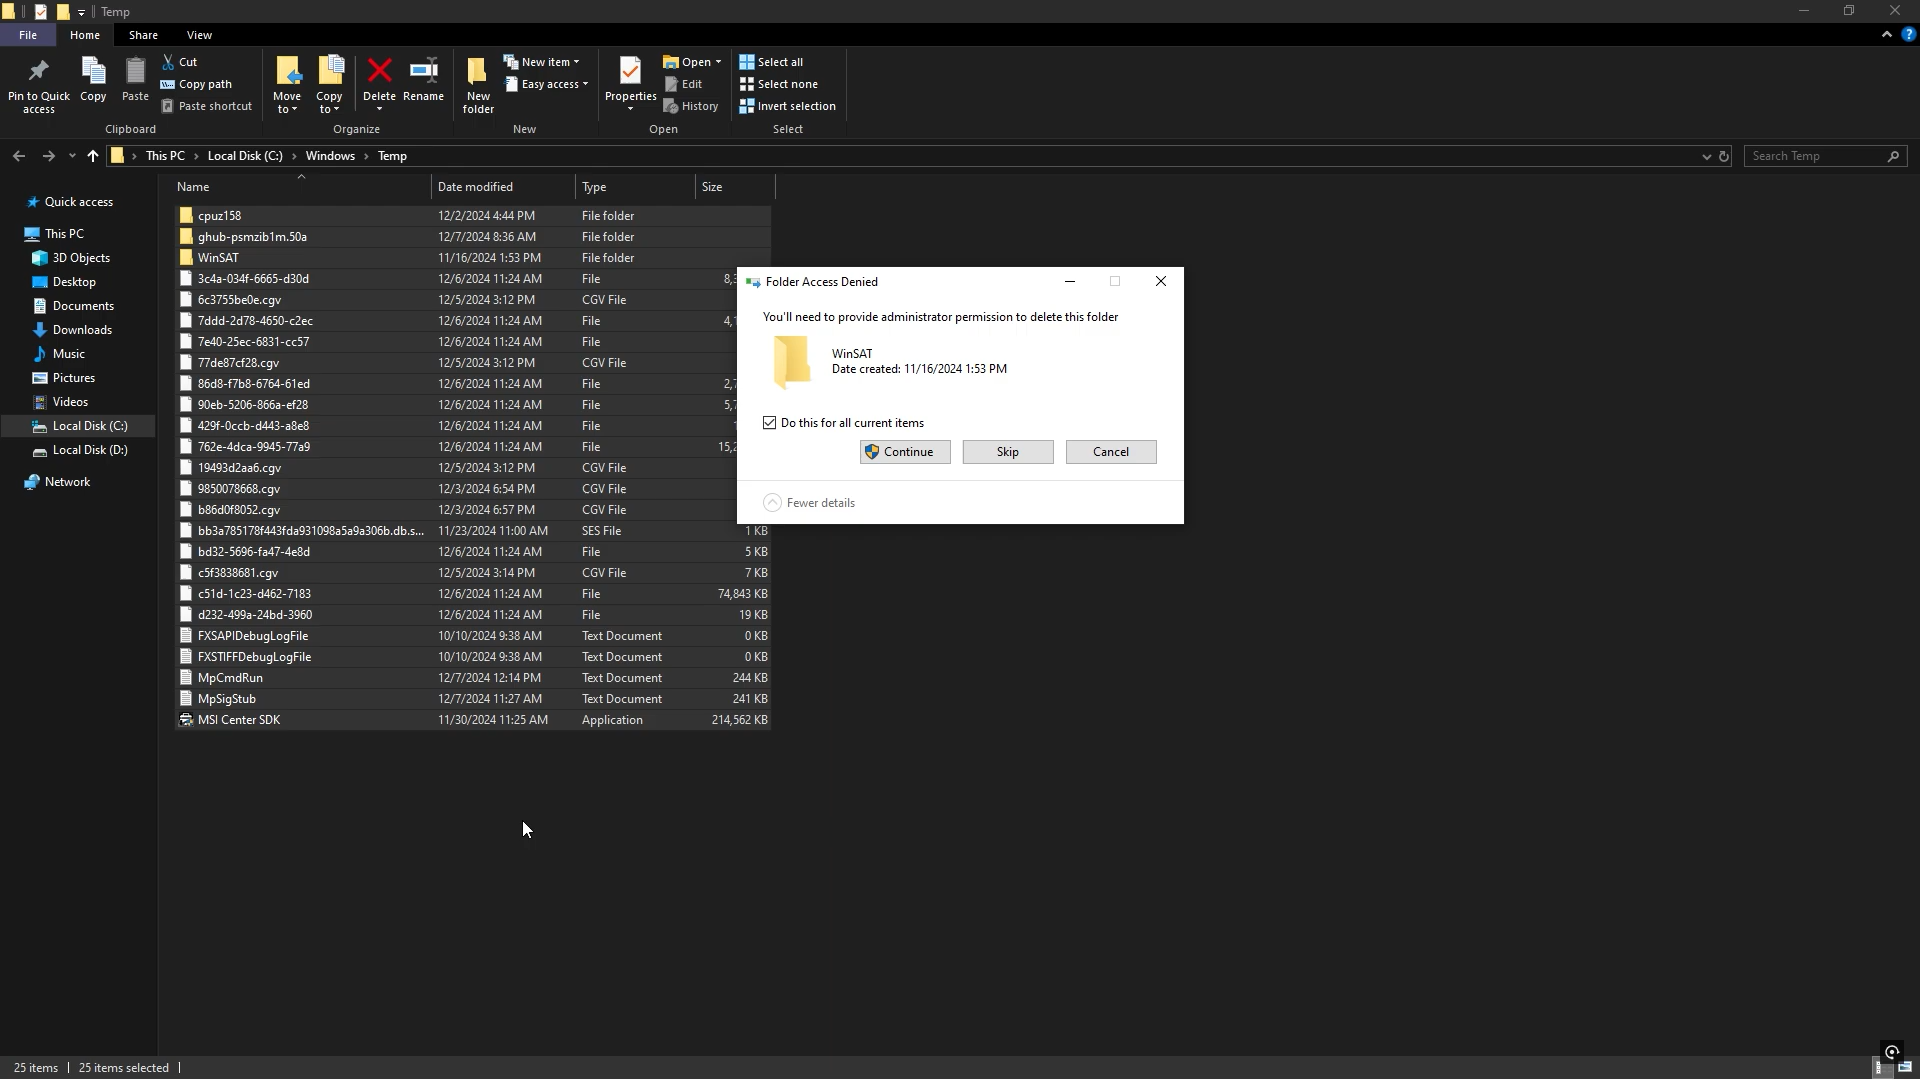 Temp
File Home Share View
Pin to Quick access
Copy
Paste
Cut
Copy path
Paste shortcut
Clipboard
Move to
Copy to
Delete
Rename
Organize
New folder
New item
Easy access
New
Properties
Open
Edit
History
Open
Select all
Select none
Invert selection
Select
This PC Local Disk (C:) Windows Temp
Search Temp
Quick access
This PC
3D Objects
Desktop
Documents
Downloads
Music
Pictures
Videos
Local Disk (C:)
Local Disk (D:)
Network
Name Date modified Type Size
cpuz158 12/2/2024 4:44 PM File folder
ghub-psmzib1m.50a 12/7/2024 8:36 AM File folder
WinSAT 11/16/2024 1:53 PM File folder
3c4a-034f-6665-d30d 12/6/2024 11:24 AM File
6c3755be0e.cgv 12/5/2024 3:12 PM CGV File
7ddd-2d78-4650-c2ec 12/6/2024 11:24 AM File
7e40-25ec-6831-cc57 12/6/2024 11:24 AM File
77de87cf28.cgv 12/5/2024 3:12 PM CGV File
86d8-f7b8-6764-61ed 12/6/2024 11:24 AM File
90eb-5206-866a-ef28 12/6/2024 11:24 AM File
429f-0ccb-d443-a8e8 12/6/2024 11:24 AM File
762e-4dca-9945-77a9 12/6/2024 11:24 AM File
19493d2aa6.cgv 12/5/2024 3:12 PM CGV File
9850078668.cgv 12/3/2024 6:54 PM CGV File
b86d0f8052.cgv 12/3/2024 6:57 PM CGV File
bb3a785178f443fda931098a5a9a306b.db.s... 11/23/2024 11:00 AM SES File 1 KB
bd32-5696-fa47-4e8d 12/6/2024 11:24 AM File 5 KB
c5f3838681.cgv 12/5/2024 3:14 PM CGV File 7 KB
c51d-1c23-d462-7183 12/6/2024 11:24 AM File 74,843 KB
d232-499a-24bd-3960 12/6/2024 11:24 AM File 19 KB
FXSAPIDebugLogFile 10/10/2024 9:38 AM Text Document 0 KB
FXSTIFFDebugLogFile 10/10/2024 9:38 AM Text Document 0 KB
MpCmdRun 12/7/2024 12:14 PM Text Document 244 KB
MpSigStub 12/7/2024 11:27 AM Text Document 241 KB
MSI Center SDK 11/30/2024 11:25 AM Application 214,562 KB
Folder Access Denied
You'll need to provide administrator permission to delete this folder
WinSAT
Date created: 11/16/2024 1:53 PM
Do this for all current items
Continue Skip Cancel
Fewer details
25 items 25 items selected